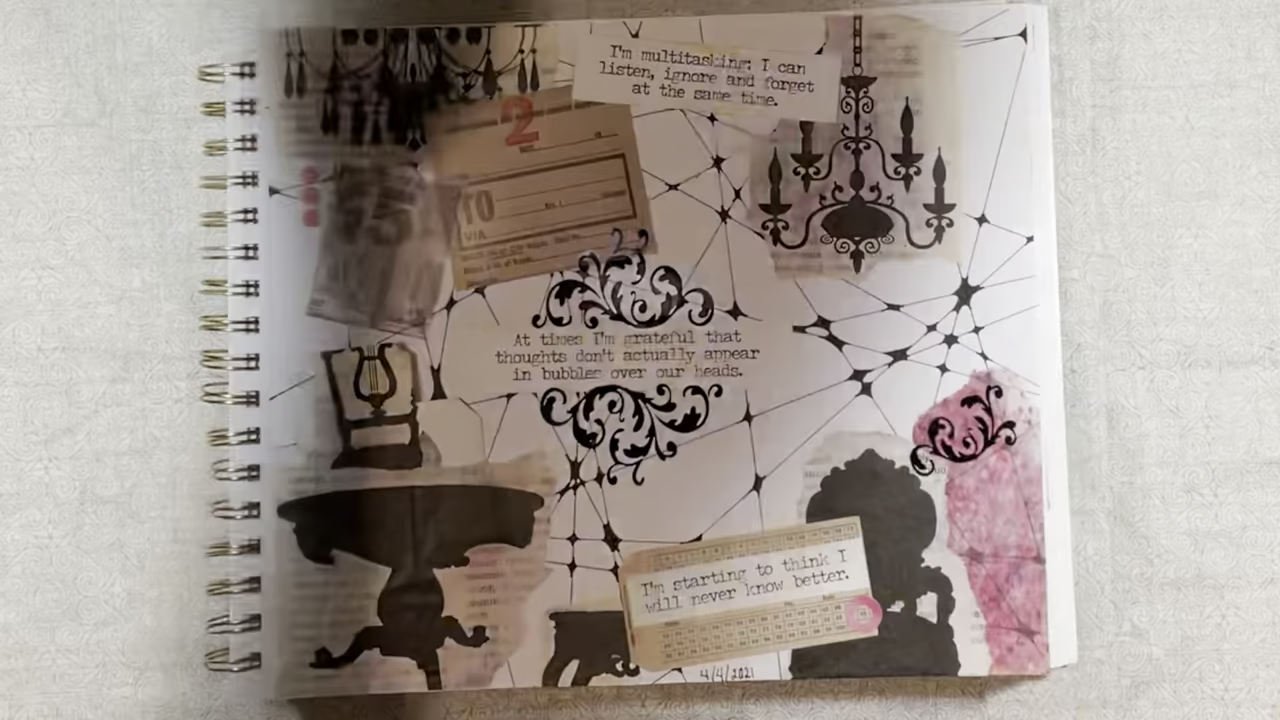 I'm multitasking: I can
listen, ignore and forget
at the same time.
2
TO
VIA
At times I'm grateful that
thoughts don't actually appear
in bubbles over our heads.
I'm starting to think I
will never know better.
4/4/2021